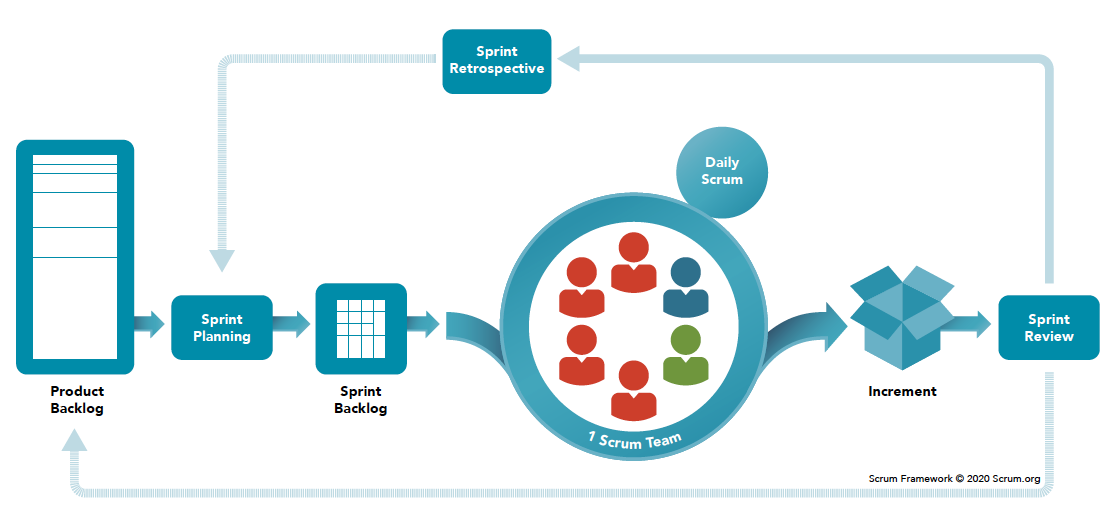 Sprint
Retrospective
Daily
Scrum
Sprint
Planning
Sprint
Review
Product
Backlog
Sprint
Backlog
Increment
1 Scrum Team
Scrum Framework © 2020 Scrum.org